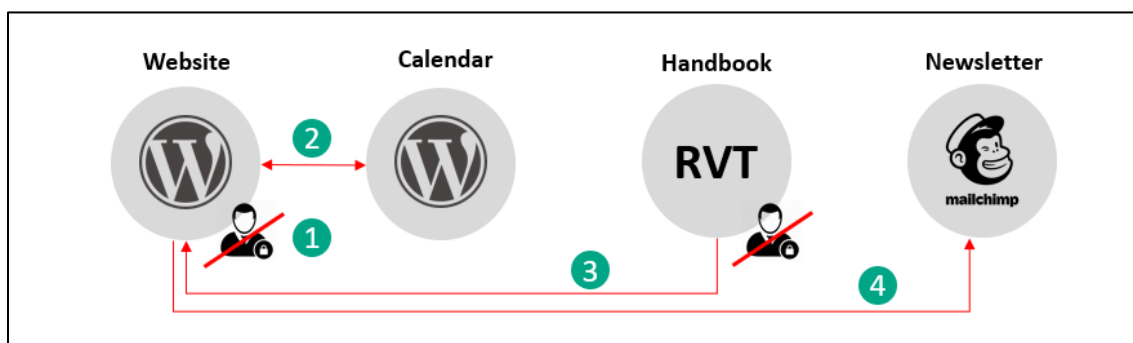 Website
Calendar
Handbook
Newsletter
2
RVT
mailchimp
1
3
4